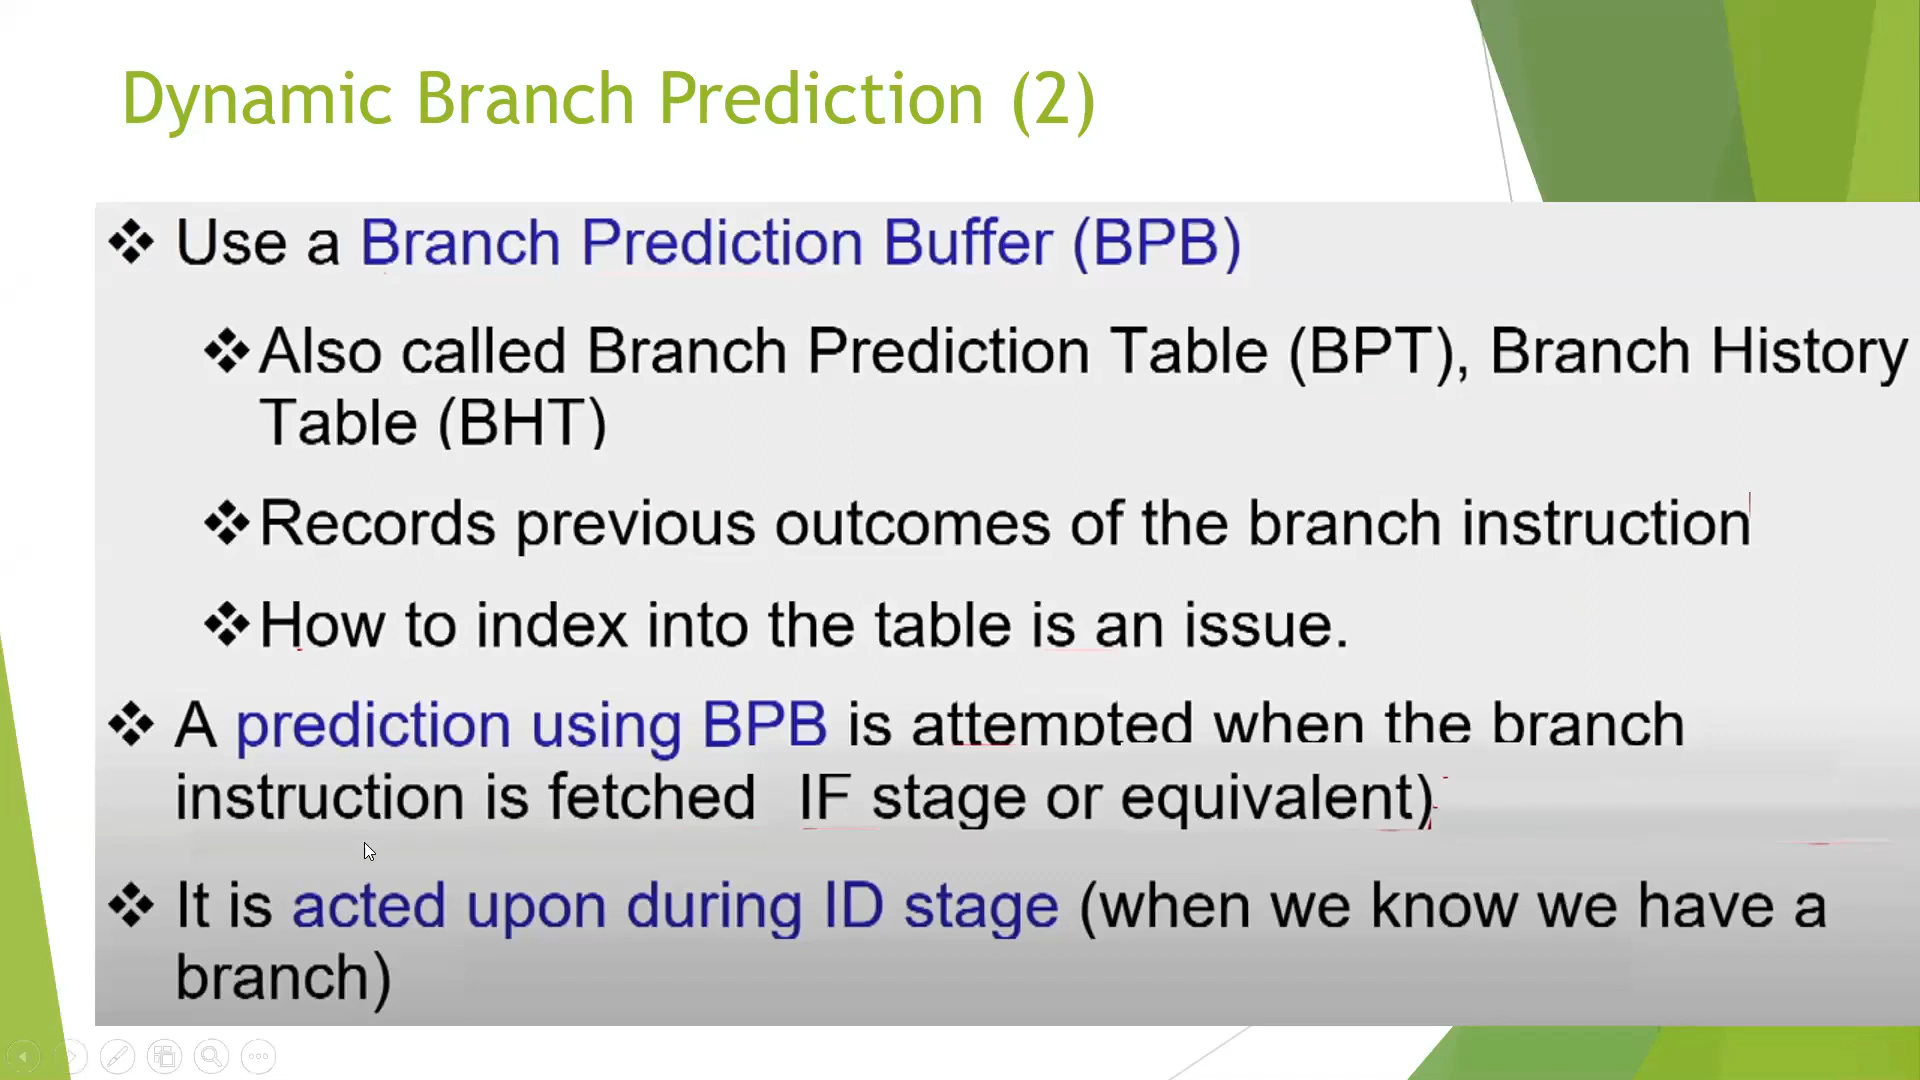 Dynamic Branch Prediction (2)
❖ Use a Branch Prediction Buffer (BPB)
❖Also called Branch Prediction Table (BPT), Branch History
Table (BHT)
❖Records previous outcomes of the branch instruction
❖How to index into the table is an issue.
❖ A prediction using BPB is attempted when the branch
instruction is fetched IF stage or equivalent)
❖ It is acted upon during ID stage (when we know we have a
branch)